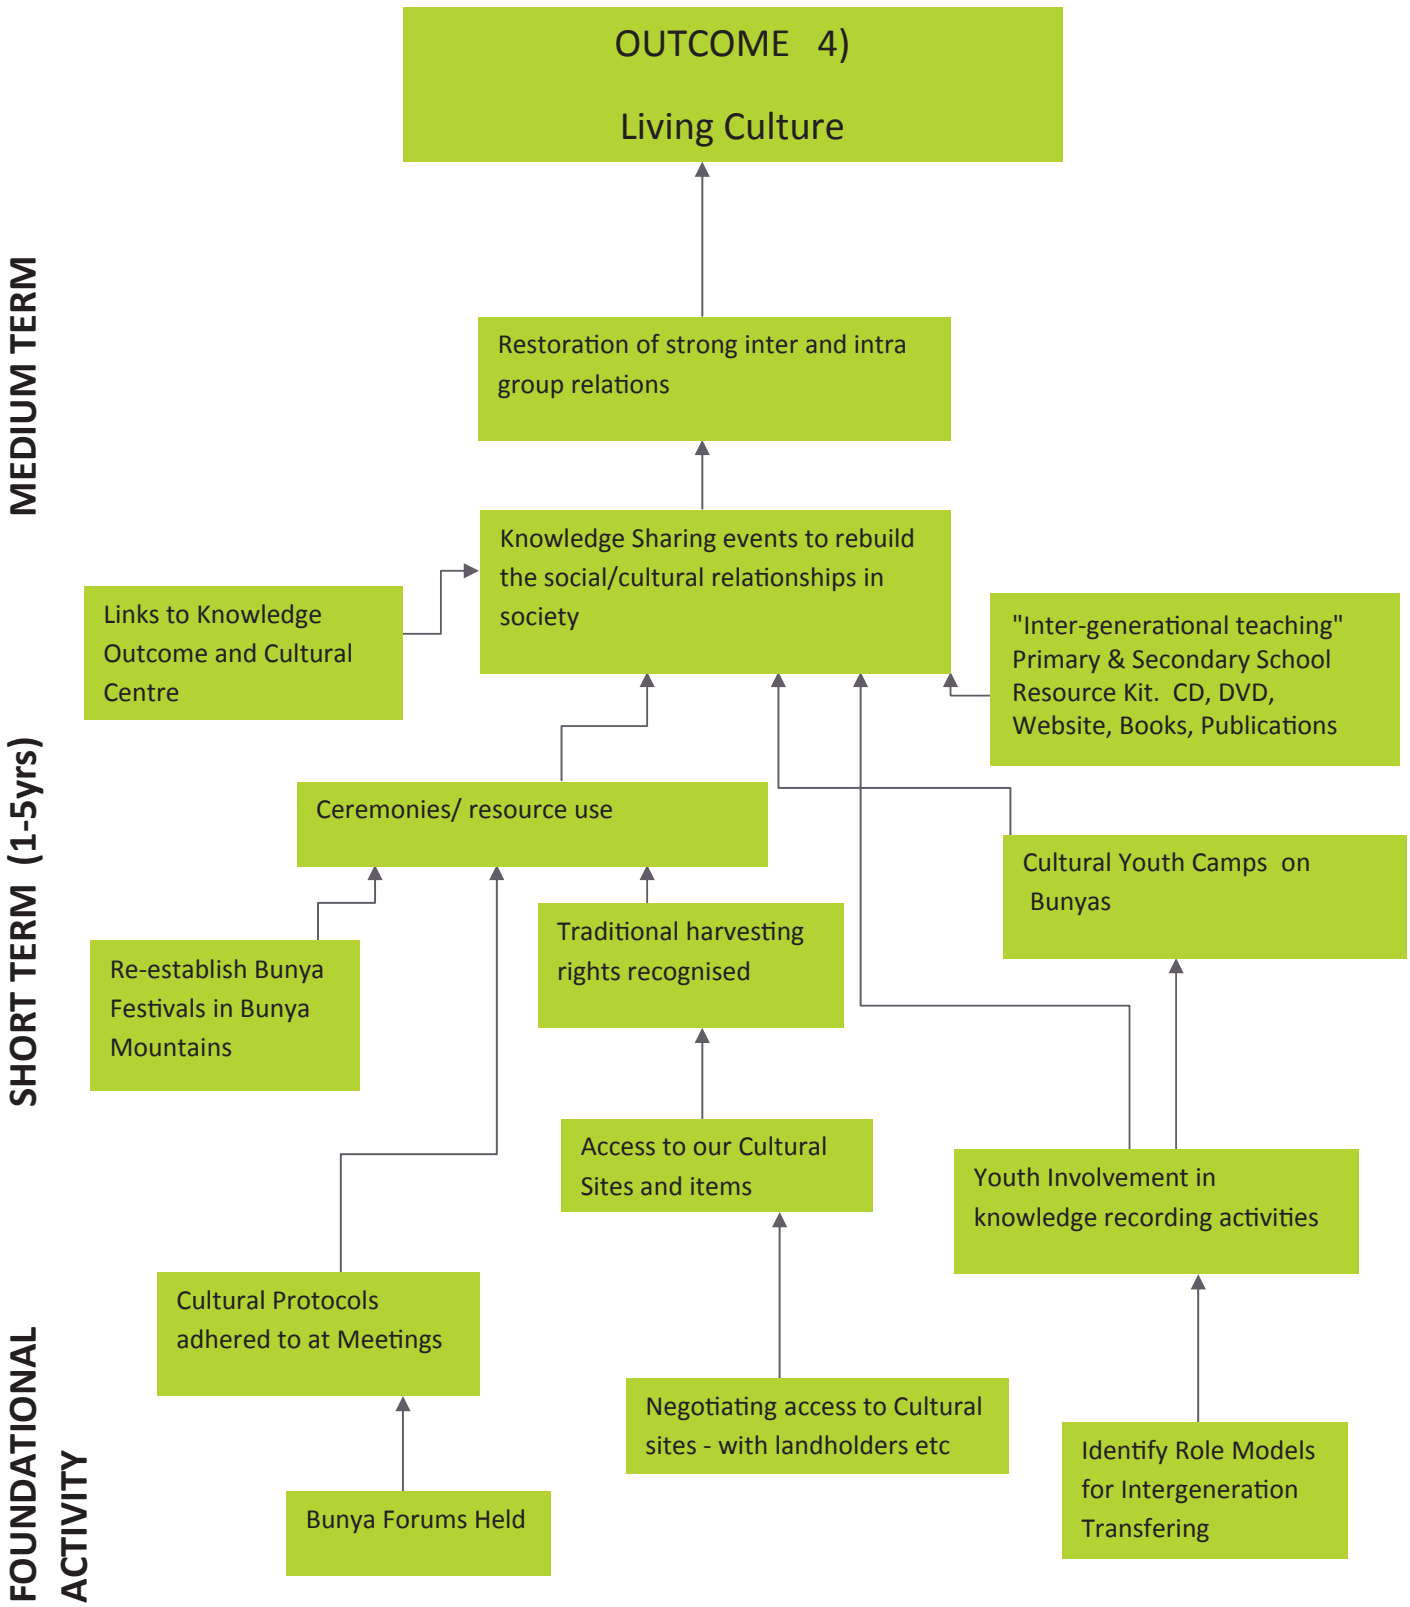 OUTCOME 4)
Living Culture
MEDIUM TERM
Restoration of strong inter and intra
group relations
Knowledge Sharing events to rebuild
the social/cultural relationships in
society
Links to Knowledge
Outcome and Cultural
Centre
"Inter-generational teaching"
Primary & Secondary School
Resource Kit. CD, DVD,
Website, Books, Publications
SHORT TERM (1-5yrs)
Ceremonies/ resource use
Cultural Youth Camps on
Bunyas
Traditional harvesting
rights recognised
Re-establish Bunya
Festivals in Bunya
Mountains
Access to our Cultural
Sites and items
Youth Involvement in
knowledge recording activities
Cultural Protocols
adhered to at Meetings
FOUNDATIONAL
ACTIVITY
Negotiating access to Cultural
sites - with landholders etc
Identify Role Models
for Intergeneration
Transfering
Bunya Forums Held